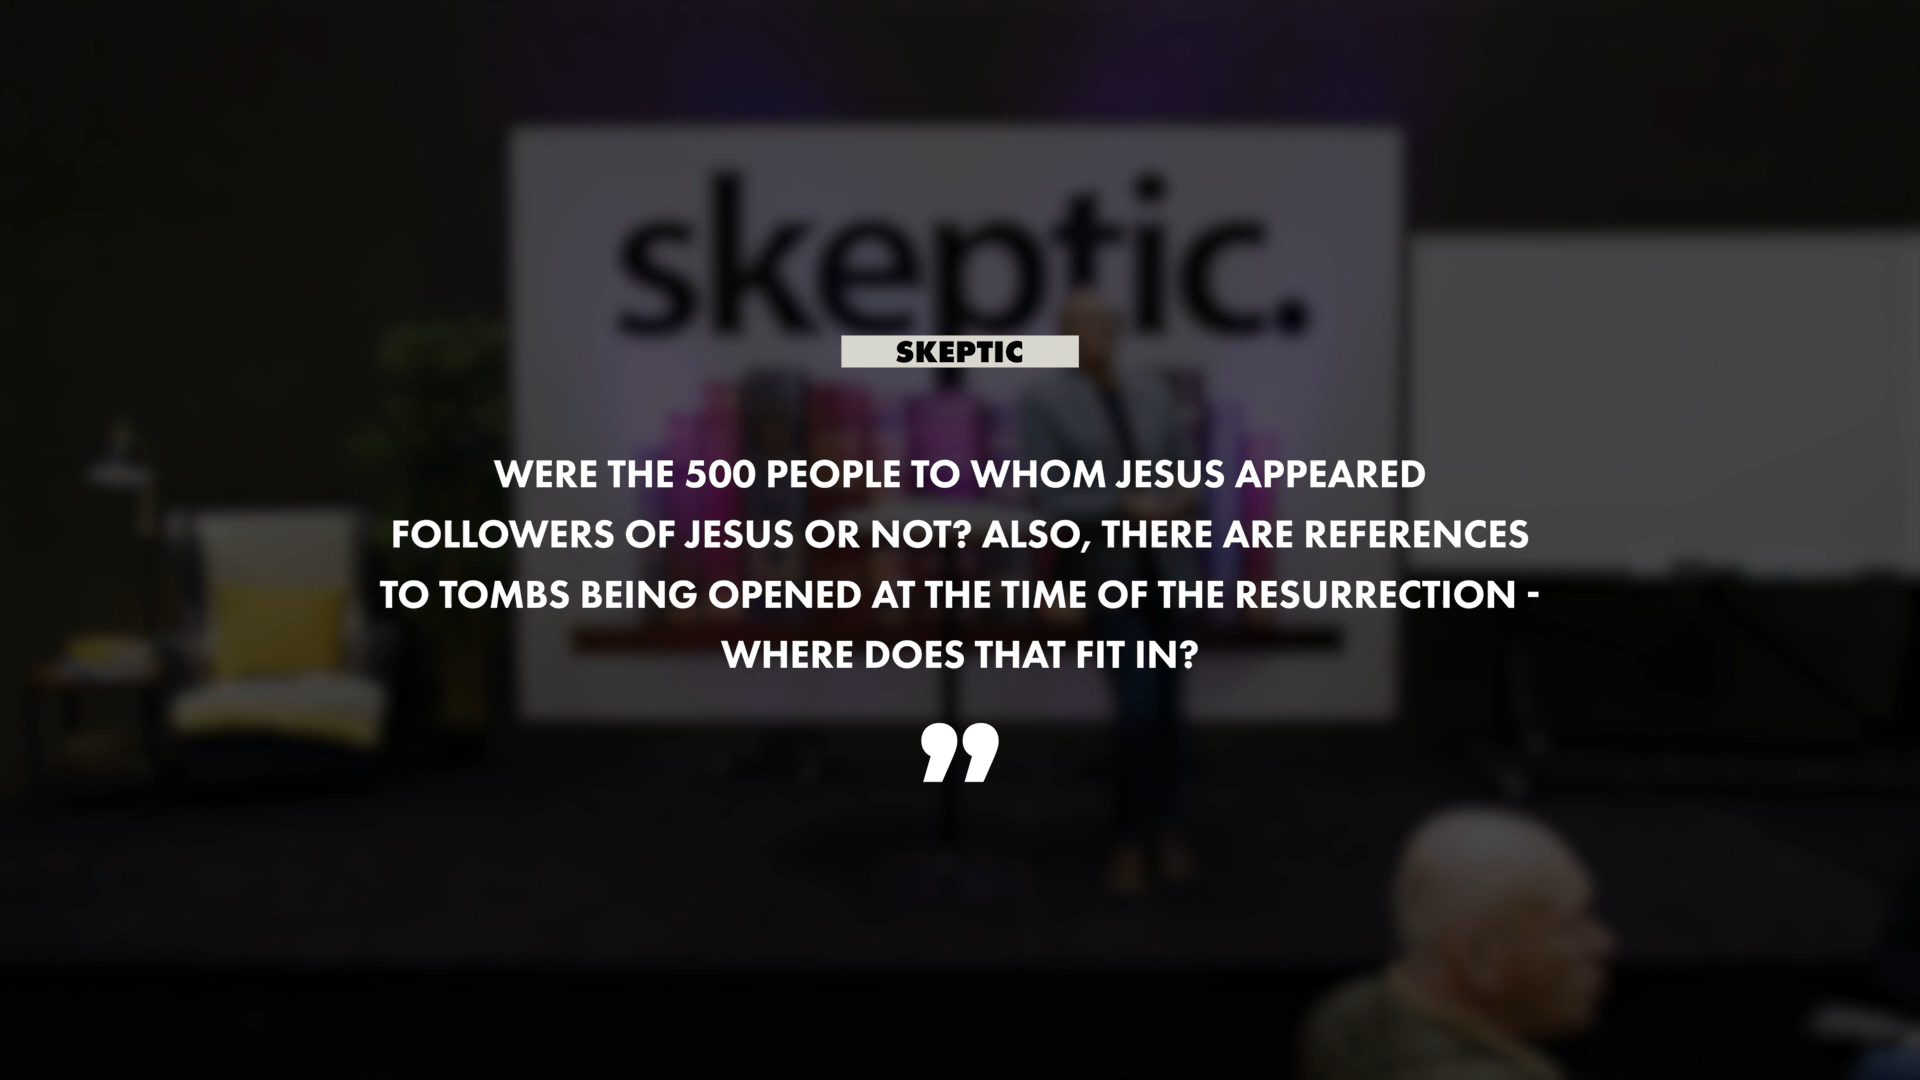 skeptic.
SKEPTIC
WERE THE 500 PEOPLE TO WHOM JESUS APPEARED
FOLLOWERS OF JESUS OR NOT? ALSO, THERE ARE REFERENCES
TO TOMBS BEING OPENED AT THE TIME OF THE RESURRECTION -
WHERE DOES THAT FIT IN?
”